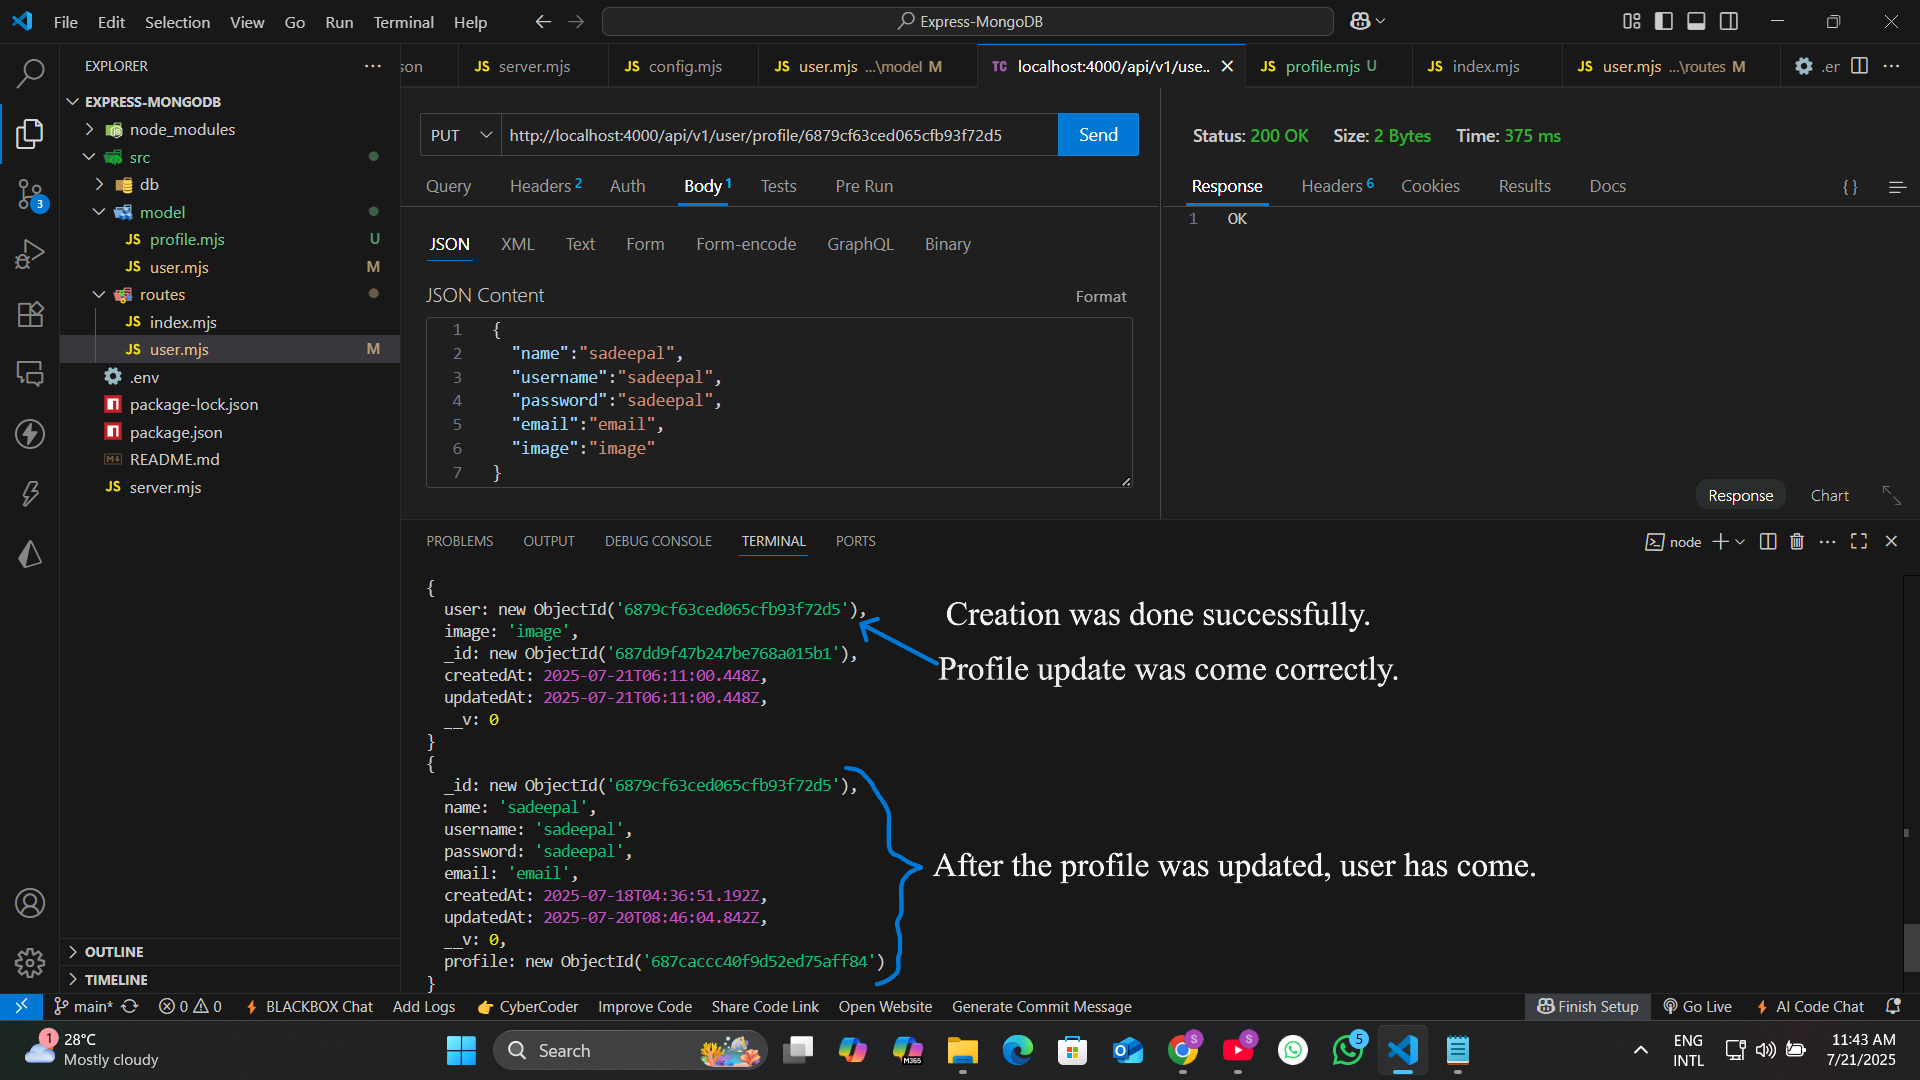 File Edit Selection View Go Run Terminal Help
Express-MongoDB
EXPLORER
EXPRESS-MONGODB
node_modules
src
db
model
profile.mjs U
user.mjs M
routes
index.mjs
user.mjs M
.env
package-lock.json
package.json
README.md
server.mjs
OUTLINE
TIMELINE
son
JS server.mjs
JS config.mjs
JS user.mjs ...\model M
TC localhost:4000/api/v1/use..
JS profile.mjs U
JS index.mjs
JS user.mjs ...\routes M
.er
PUT http://localhost:4000/api/v1/user/profile/6879cf63ced065cfb93f72d5 Send
Query Headers 2 Auth Body 1 Tests Pre Run
JSON XML Text Form Form-encode GraphQL Binary
JSON Content Format
1 {
2 "name":"sadeepal",
3 "username":"sadeepal",
4 "password":"sadeepal",
5 "email":"email",
6 "image":"image"
7 }
Status: 200 OK Size: 2 Bytes Time: 375 ms
Response Headers 6 Cookies Results Docs {}
1 OK
Response Chart
PROBLEMS OUTPUT DEBUG CONSOLE TERMINAL PORTS
node
{
user: new ObjectId('6879cf63ced065cfb93f72d5'),
image: 'image',
_id: new ObjectId('687dd9f47b247be768a015b1'),
createdAt: 2025-07-21T06:11:00.448Z,
updatedAt: 2025-07-21T06:11:00.448Z,
__v: 0
}
Creation was done successfully.
Profile update was come correctly.
{
_id: new ObjectId('6879cf63ced065cfb93f72d5'),
name: 'sadeepal',
username: 'sadeepal',
password: 'sadeepal',
email: 'email',
createdAt: 2025-07-18T04:36:51.192Z,
updatedAt: 2025-07-20T08:46:04.842Z,
__v: 0,
profile: new ObjectId('687caccc40f9d52ed75aff84')
}
After the profile was updated, user has come.
3
main* 0 0 BLACKBOX Chat Add Logs CyberCoder Improve Code Share Code Link Open Website Generate Commit Message Finish Setup Go Live AI Code Chat
1
28°C
Mostly cloudy
Search
M365
S
S
5
ENG
INTL
11:43 AM
7/21/2025